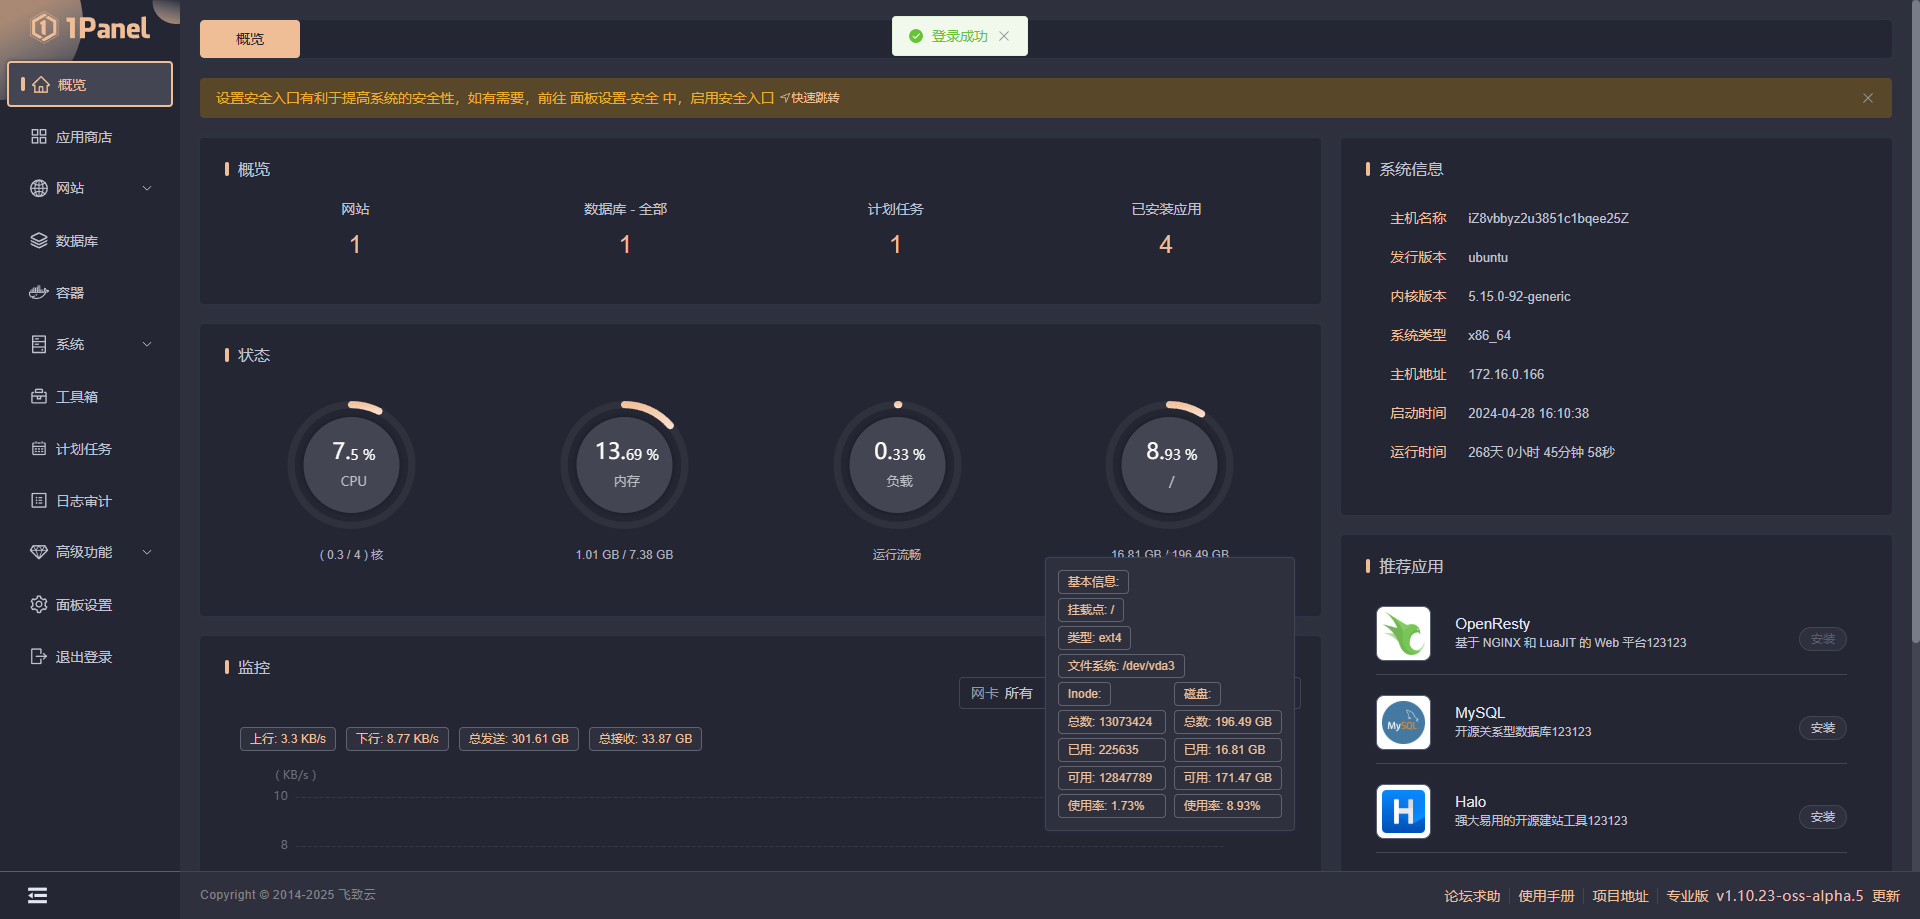 1Panel
概览
应用商店
网站
数据库
容器
系统
工具箱
计划任务
日志审计
高级功能
面板设置
退出登录
概览
登录成功
设置安全入口有利于提高系统的安全性，如有需要，前往 面板设置-安全 中，启用安全入口 快速跳转
概览
网站
数据库 - 全部
计划任务
已安装应用
1
1
1
4
状态
7.5 %
CPU
( 0.3 / 4 ) 核
13.69 %
内存
1.01 GB / 7.38 GB
0.33 %
负载
运行流畅
8.93 %
/
16.81 GB / 196.49 GB
基本信息:
挂载点: /
类型: ext4
文件系统: /dev/vda3
Inode:
磁盘:
总数: 13073424
总数: 196.49 GB
已用: 225635
已用: 16.81 GB
可用: 12847789
可用: 171.47 GB
使用率: 1.73%
使用率: 8.93%
监控
网卡 所有
上行: 3.3 KB/s
下行: 8.77 KB/s
总发送: 301.61 GB
总接收: 33.87 GB
( KB/s )
10
8
系统信息
主机名称 iZ8vbbyz2u3851c1bqee25Z
发行版本 ubuntu
内核版本 5.15.0-92-generic
系统类型 x86_64
主机地址 172.16.0.166
启动时间 2024-04-28 16:10:38
运行时间 268天 0小时 45分钟 58秒
推荐应用
OpenResty
基于 NGINX 和 LuaJIT 的 Web 平台123123
安装
MySQL
MySQL
开源关系型数据库123123
安装
H
Halo
强大易用的开源建站工具123123
安装
Copyright © 2014-2025 飞致云
论坛求助
使用手册
项目地址
专业版 v1.10.23-oss-alpha.5 更新